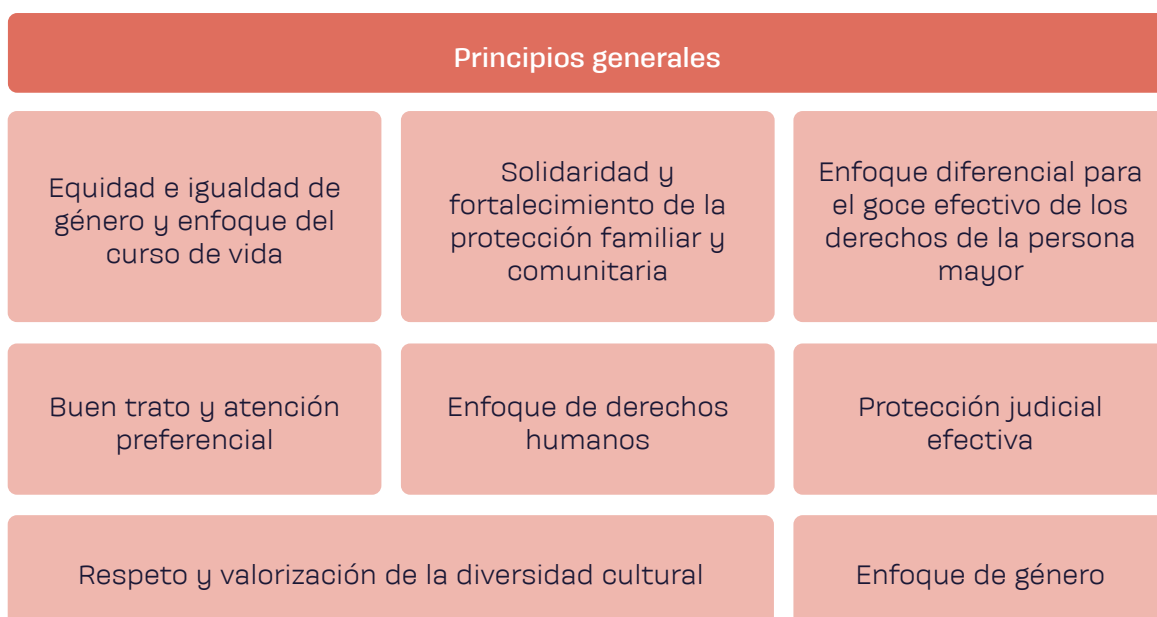 Principios generales
Equidad e igualdad de
género y enfoque del
curso de vida
Solidaridad y
fortalecimiento de la
protección familiar y
comunitaria
Enfoque diferencial para
el goce efectivo de los
derechos de la persona
mayor
Buen trato y atención
preferencial
Enfoque de derechos
humanos
Protección judicial
efectiva
Respeto y valorización de la diversidad cultural
Enfoque de género